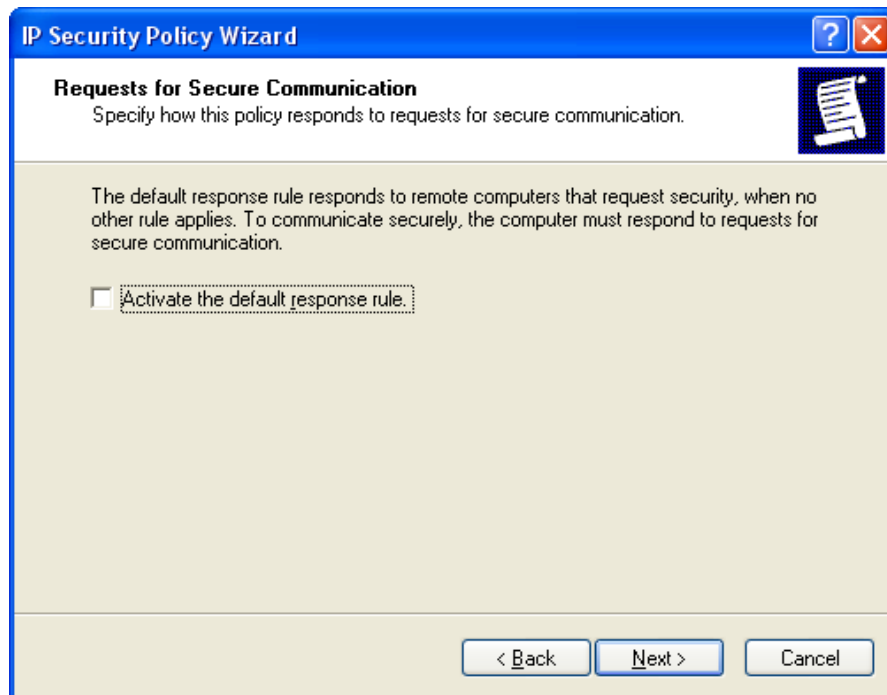 IP Security Policy Wizard
Requests for Secure Communication
Specify how this policy responds to requests for secure communication.
The default response rule responds to remote computers that request security, when no
other rule applies. To communicate securely, the computer must respond to requests for
secure communication.
Activate the default response rule.
< Back Next > Cancel